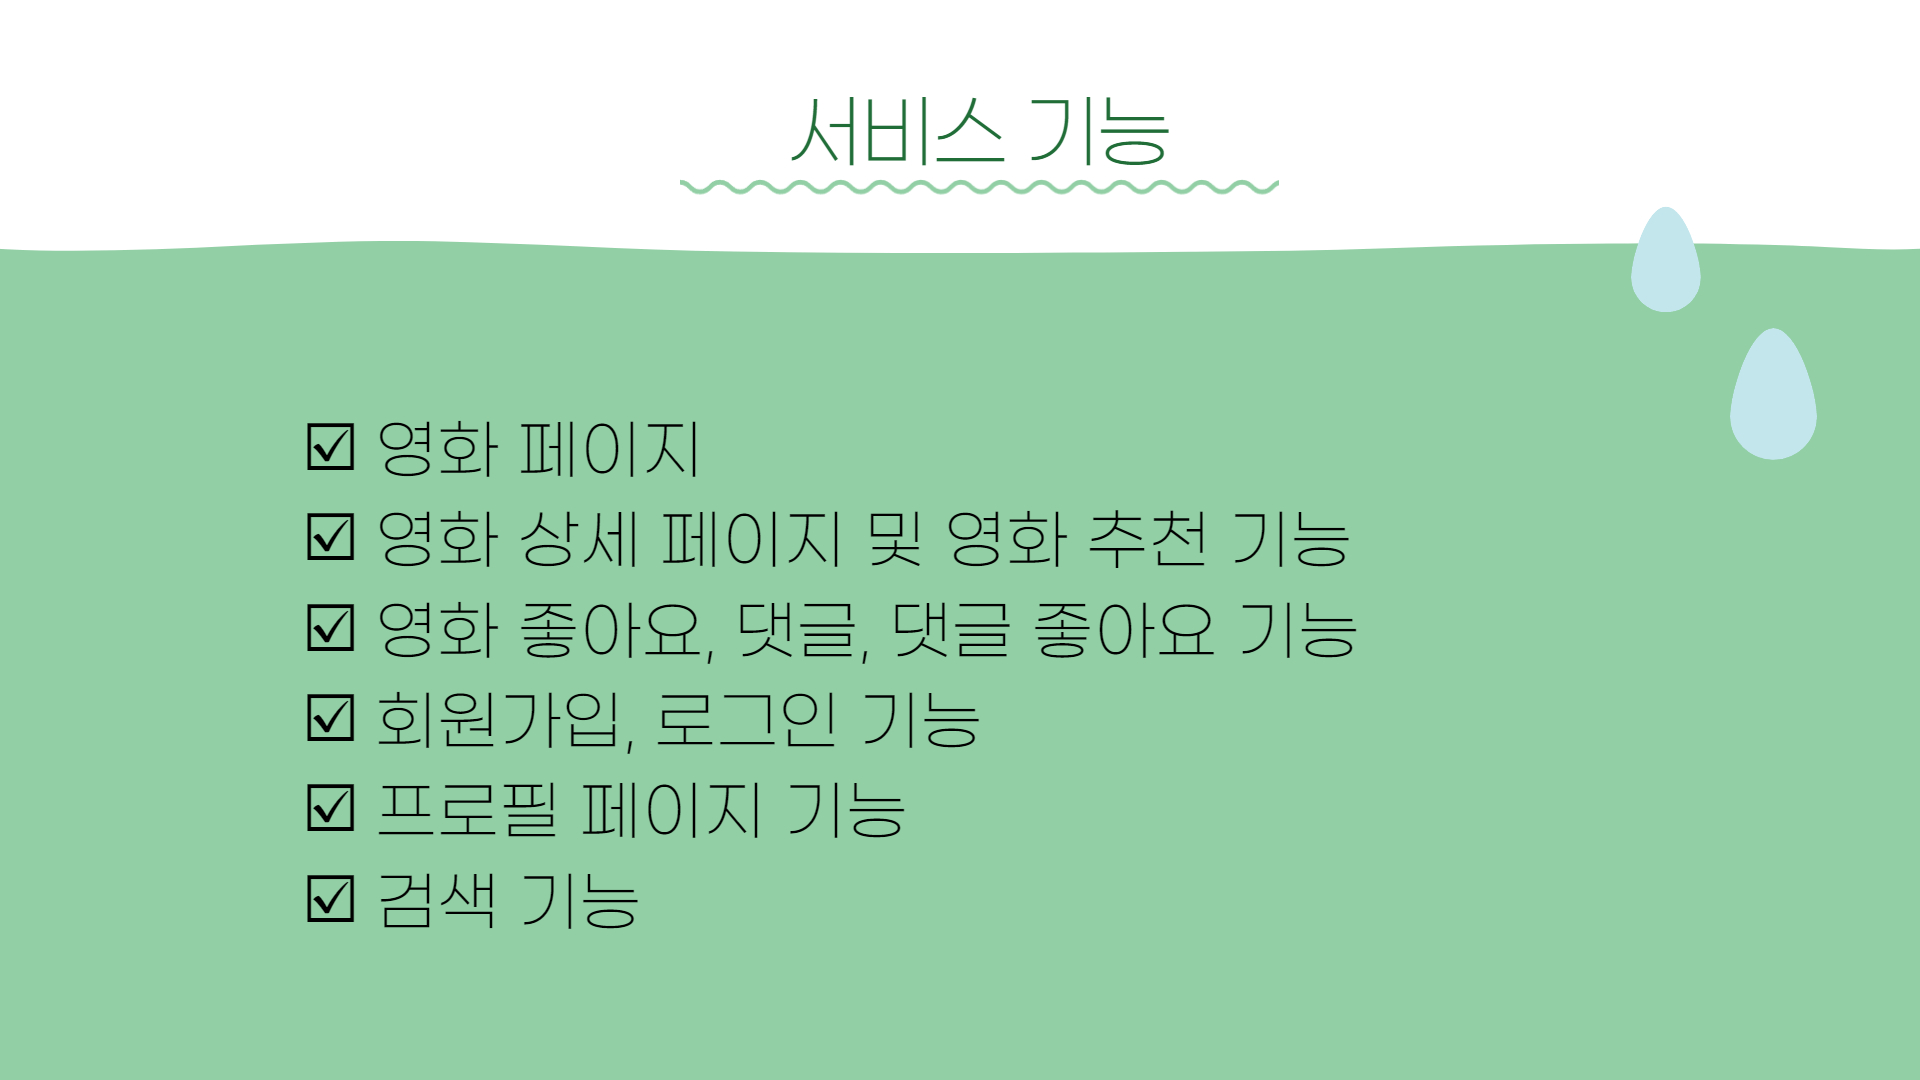 서비스 기능
☑ 영화 페이지
☑ 영화 상세 페이지 및 영화 추천 기능
☑ 영화 좋아요, 댓글, 댓글 좋아요 기능
☑ 회원가입, 로그인 기능
☑ 프로필 페이지 기능
☑ 검색 기능